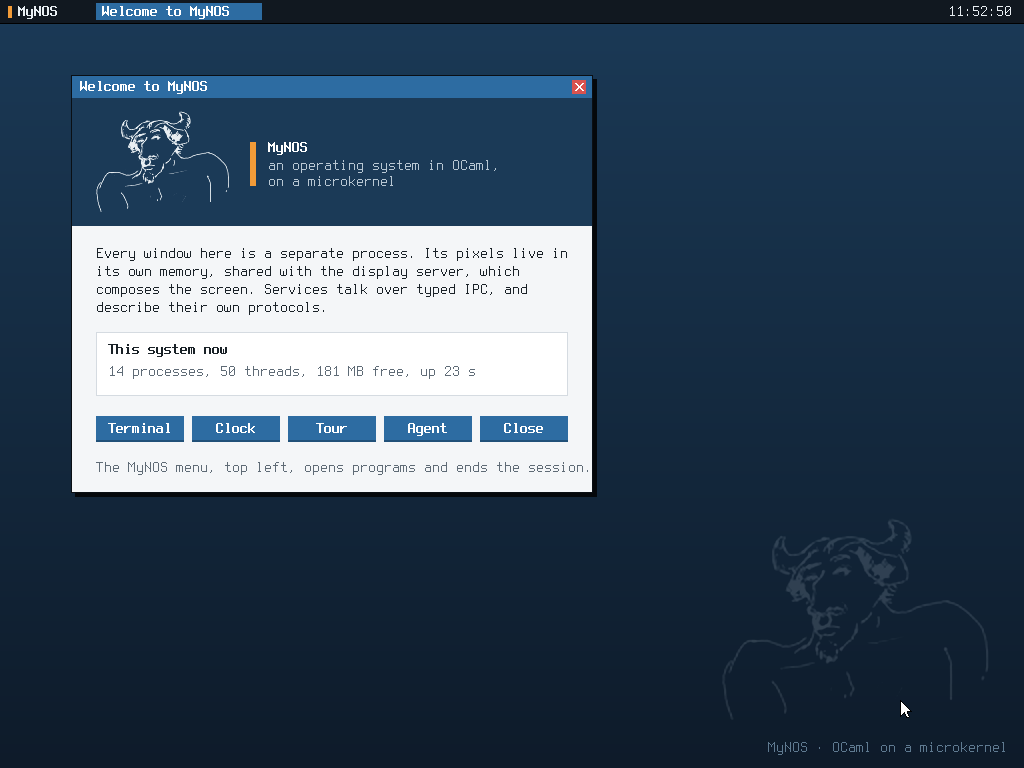 MyNOS
Welcome to MyNOS
11:52:50
Welcome to MyNOS
MyNOS
an operating system in OCaml,
on a microkernel
Every window here is a separate process. Its pixels live in
its own memory, shared with the display server, which
composes the screen. Services talk over typed IPC, and
describe their own protocols.
This system now
14 processes, 50 threads, 181 MB free, up 23 s
Terminal
Clock
Tour
Agent
Close
The MyNOS menu, top left, opens programs and ends the session.
MyNOS · OCaml on a microkernel